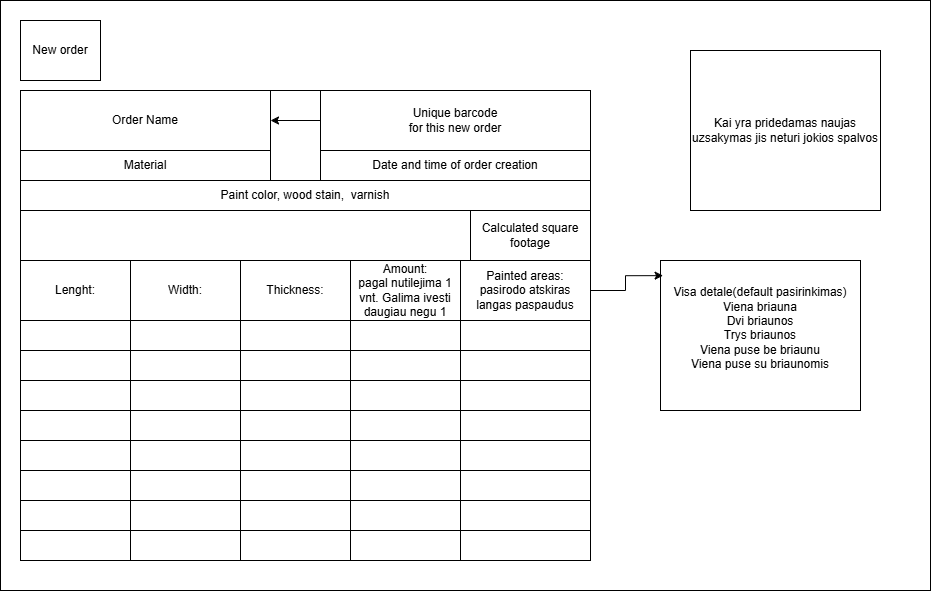 New order
Order Name
Unique barcode
for this new order
Kai yra pridedamas naujas
uzsakymas jis neturi jokios spalvos
Material
Date and time of order creation
Paint color, wood stain,  varnish
Calculated square
footage
Lenght:
Width:
Thickness:
Amount:
pagal nutilejima 1
vnt. Galima ivesti
daugiau negu 1
Painted areas:
pasirodo atskiras
langas paspaudus
Visa detale(default pasirinkimas)
Viena briauna
Dvi briaunos
Trys briaunos
Viena puse be briaunu
Viena puse su briaunomis